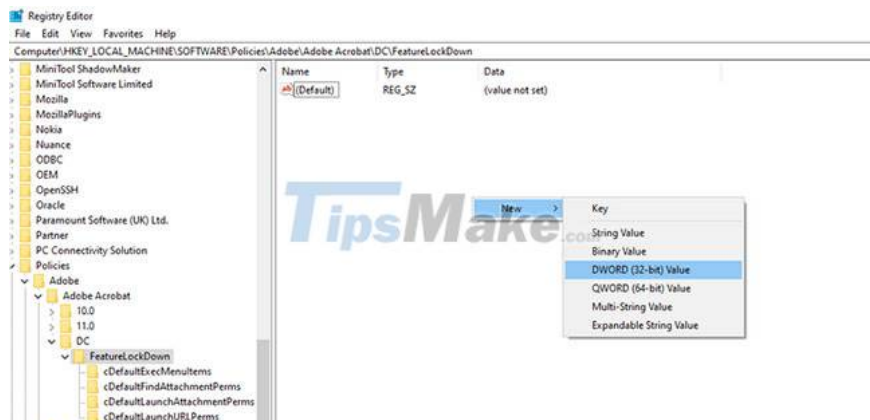 Registry Editor
File Edit View Favorites Help
Computer\HKEY_LOCAL_MACHINE\SOFTWARE\Policies\Adobe\Adobe Acrobat\DC\FeatureLockDown
MiniTool ShadowMaker
MiniTool Software Limited
Mozilla
MozillaPlugins
Nokia
Nuance
ODBC
OEM
OpenSSH
Oracle
Paramount Software (UK) Ltd.
Partner
PC Connectivity Solution
Policies
Adobe
Adobe Acrobat
10.0
11.0
DC
FeatureLockDown
cDefaultExecMenuItems
cDefaultFindAttachmentPerms
cDefaultLaunchAttachmentPerms
cDefaultLaunchURLPerms
Name Type Data
ab (Default) REG_SZ (value not set)
New
Key
String Value
Binary Value
DWORD (32-bit) Value
QWORD (64-bit) Value
Multi-String Value
Expandable String Value
TipsMake.com